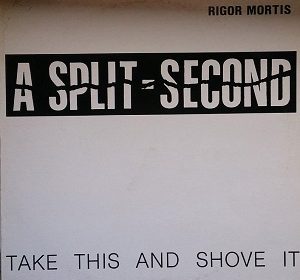 RIGOR MORTIS
A SPLIT-SECOND
TAKE THIS AND SHOVE IT